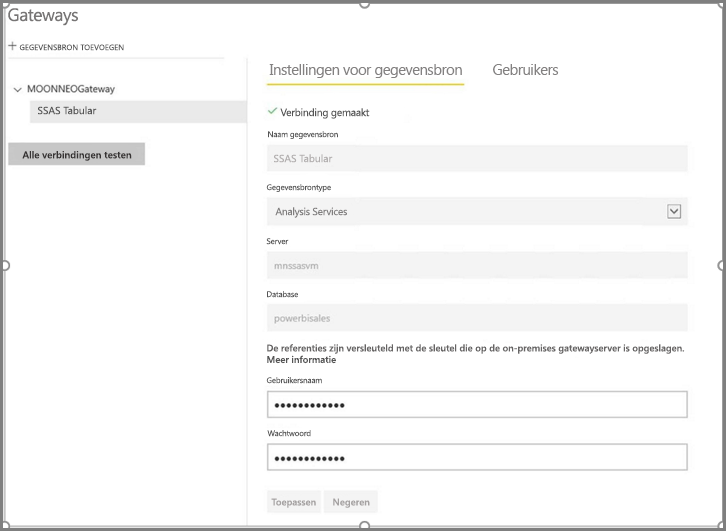 Gateways
+ GEGEVENSBRON TOEVOEGEN
MOONNEOGateway
SSAS Tabular
Alle verbindingen testen
Instellingen voor gegevensbron
Gebruikers
Verbinding gemaakt
Naam gegevensbron
SSAS Tabular
Gegevensbrontype
Analysis Services
Server
mnssasvm
Database
powerbisales
De referenties zijn versleuteld met de sleutel die op de on-premises gatewayserver is opgeslagen.
Meer informatie
Gebruikersnaam
••••••••••••
Wachtwoord
••••••••••••
Toepassen
Negeren